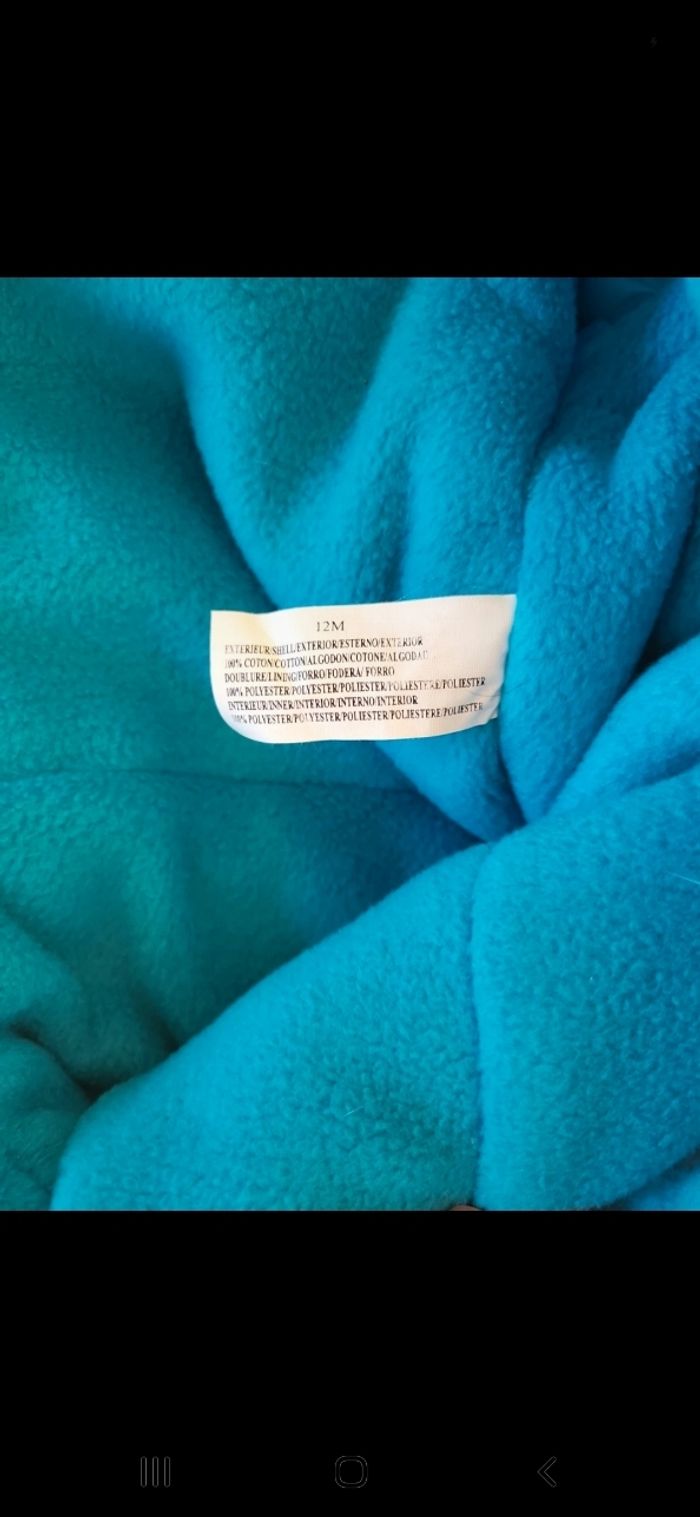 12M
EXTERIEUR/SHELL/EXTERIOR/ESTERNO/EXTERIOR
100% COTON/COTTON/ALGODON/COTONE/ALGODAO
DOUBLURE/LINING/FORRO/FODERA/ FORRO
100% POLYESTER/POLYESTER/POLIESTER/POLIESTERE/POLIESTER
INTERIEUR/INNER/INTERIOR/INTERNO/INTERIOR
100% POLYESTER/POLYESTER/POLIESTER/POLIESTERE/POLIESTER